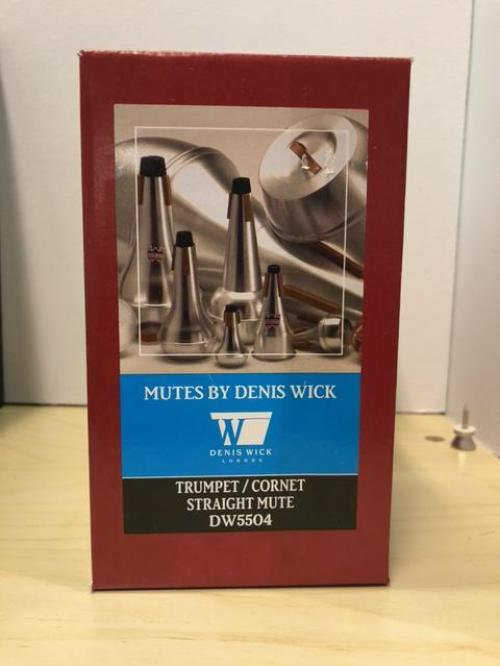 MUTES BY DENIS WICK
W
DENIS WICK
LONDON
TRUMPET / CORNET
STRAIGHT MUTE
DW5504